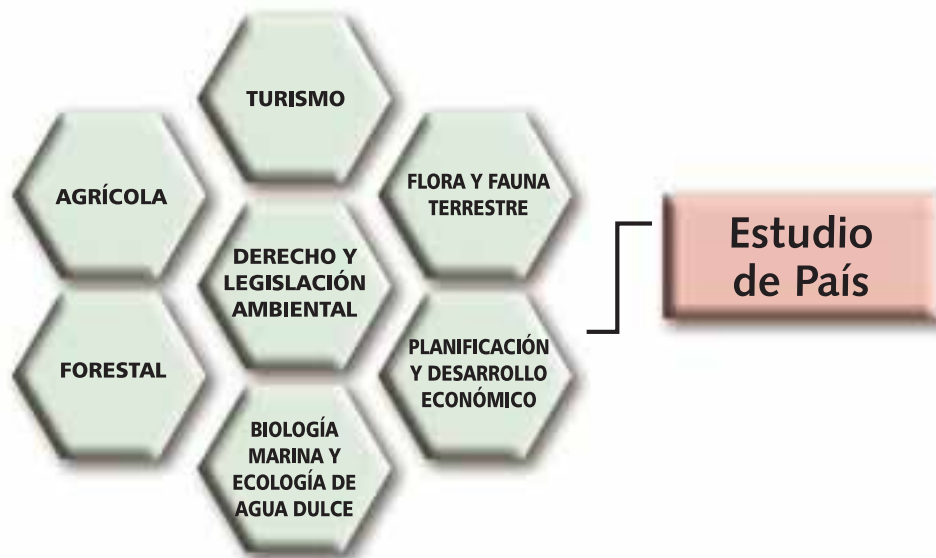 TURISMO
AGRÍCOLA
FLORA Y FAUNA
TERRESTRE
DERECHO Y
LEGISLACIÓN
AMBIENTAL
FORESTAL
PLANIFICACIÓN
Y DESARROLLO
ECONÓMICO
BIOLOGÍA
MARINA Y
ECOLOGÍA DE
AGUA DULCE
Estudio
de País